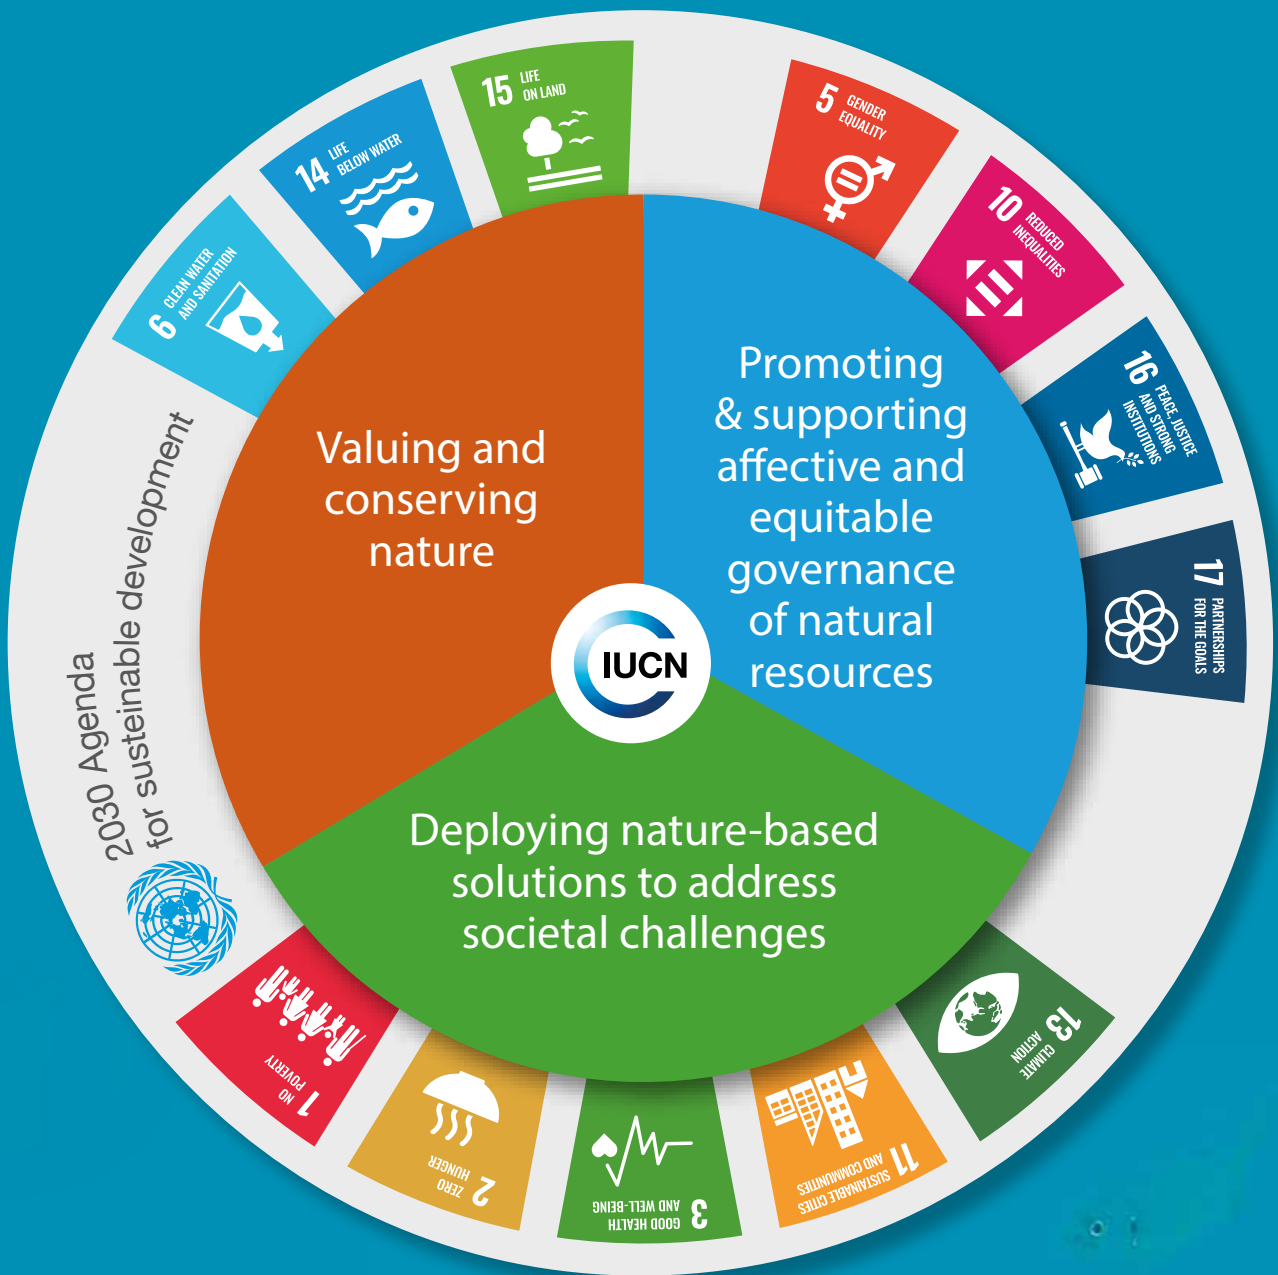 15 LIFE
ON LAND
5 GENDER
EQUALITY
14 LIFE
BELOW WATER
10 REDUCED
INEQUALITIES
6 CLEAN WATER
AND SANITATION
16 PEACE, JUSTICE
AND STRONG
INSTITUTIONS
17 PARTNERSHIPS
FOR THE GOALS
Valuing and
conserving
nature
Promoting
& supporting
affective and
equitable
governance
of natural
resources
IUCN
Deploying nature-based
solutions to address
societal challenges
2030 Agenda
for susteinable development
1 NO
POVERTY
2 ZERO
HUNGER
3 GOOD HEALTH
AND WELL-BEING
11 SUSTAINABLE CITIES
AND COMMUNITIES
13 CLIMATE
ACTION